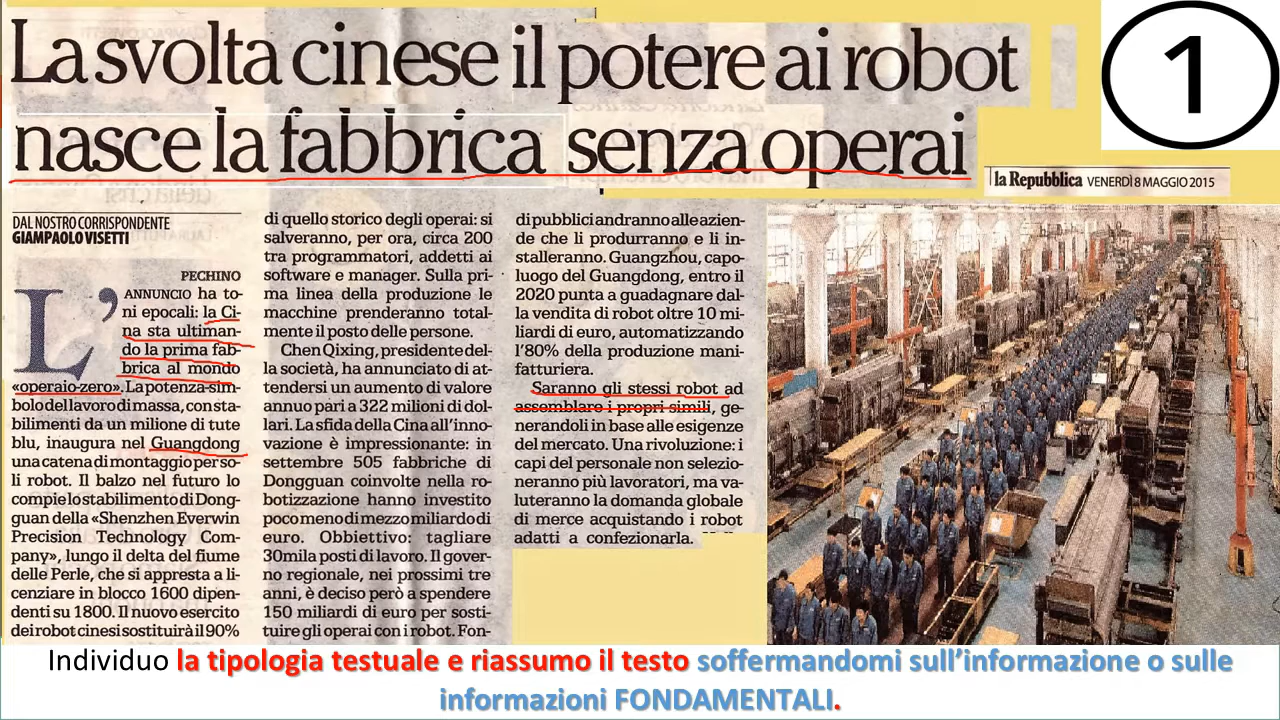 La svolta cinese il potere ai robot
nasce la fabbrica senza operai
1
la Repubblica VENERDÌ 8 MAGGIO 2015
DAL NOSTRO CORRISPONDENTE
GIAMPAOLO VISETTI
PECHINO
L'ANNUNCIO ha to-
ni epocali: la Ci-
na sta ultiman-
do la prima fab-
brica al mondo
«operaio-zero». La potenza-sim-
bolo del lavoro di massa, con sta-
bilimenti da un milione di tute
blu, inaugura nel Guangdong
una catena di montaggio per so-
li robot. Il balzo nel futuro lo
compie lo stabilimento di Dong-
guan della «Shenzhen Everwin
Precision Technology Com-
pany», lungo il delta del fiume
delle Perle, che si appresta a li-
cenziare in blocco 1600 dipen-
denti su 1800. Il nuovo esercito
dei robot cinesi sostituirà il 90%
di quello storico degli operai: si
salveranno, per ora, circa 200
tra programmatori, addetti ai
software e manager. Sulla pri-
ma linea della produzione le
macchine prenderanno total-
mente il posto delle persone.
Chen Qixing, presidente del-
la società, ha annunciato di at-
tendersi un aumento di valore
annuo pari a 322 milioni di dol-
lari. La sfida della Cina all'inno-
vazione è impressionante: in
settembre 505 fabbriche di
Dongguan coinvolte nella ro-
botizzazione hanno investito
poco meno di mezzo miliardo di
euro. Obbiettivo: tagliare
30mila posti di lavoro. Il gover-
no regionale, nei prossimi tre
anni, è deciso però a spendere
150 miliardi di euro per sosti-
tuire gli operai con i robot. Fon-
di pubblici andranno alle azien-
de che li produrranno e li in-
stalleranno. Guangzhou, capo-
luogo del Guangdong, entro il
2020 punta a guadagnare dal-
la vendita di robot oltre 10 mi-
liardi di euro, automatizzando
l'80% della produzione mani-
fatturiera.
Saranno gli stessi robot ad
assemblare i propri simili, ge-
nerandoli in base alle esigenze
del mercato. Una rivoluzione: i
capi del personale non selezio-
neranno più lavoratori, ma va-
luteranno la domanda globale
di merce acquistando i robot
adatti a confezionarla.
Individuo la tipologia testuale e riassumo il testo soffermandomi sull'informazione o sulle
informazioni FONDAMENTALI.